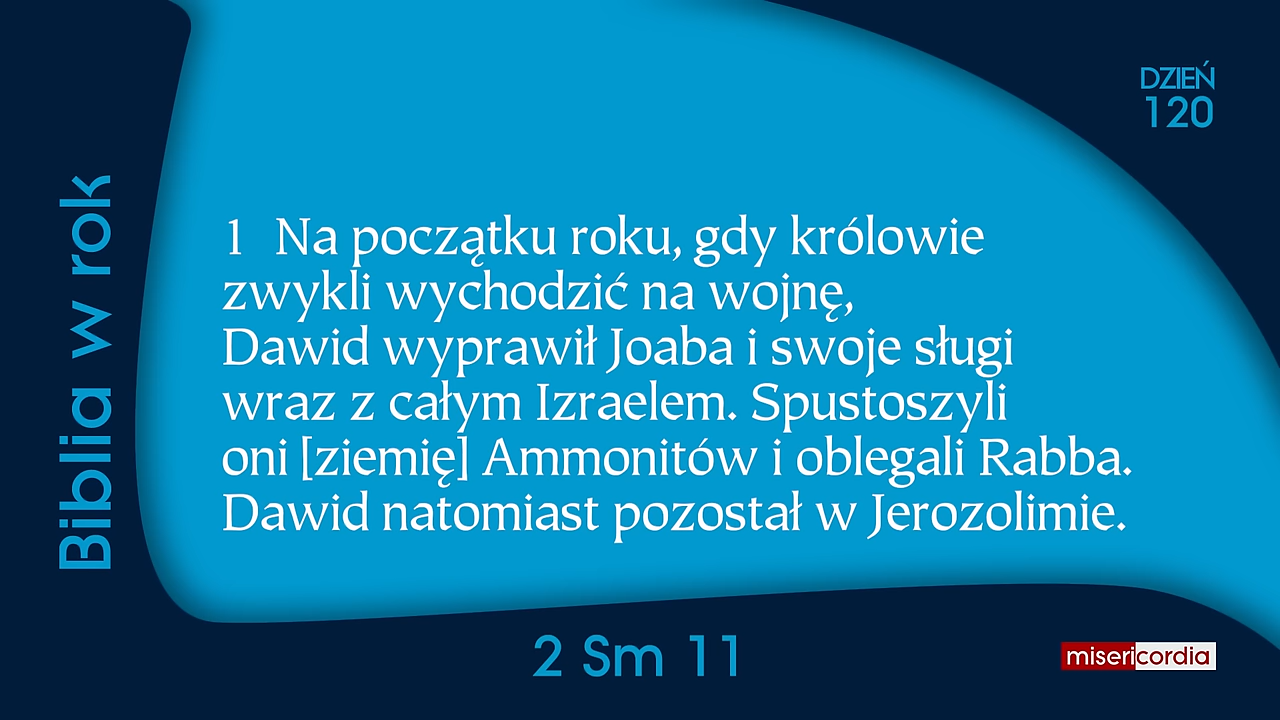 DZIEŃ
120
Biblia w rok
1 Na początku roku, gdy królowie
zwykli wychodzić na wojnę,
Dawid wyprawił Joaba i swoje sługi
wraz z całym Izraelem. Spustoszyli
oni [ziemię] Ammonitów i oblegali Rabba.
Dawid natomiast pozostał w Jerozolimie.
2 Sm 11
misericordia